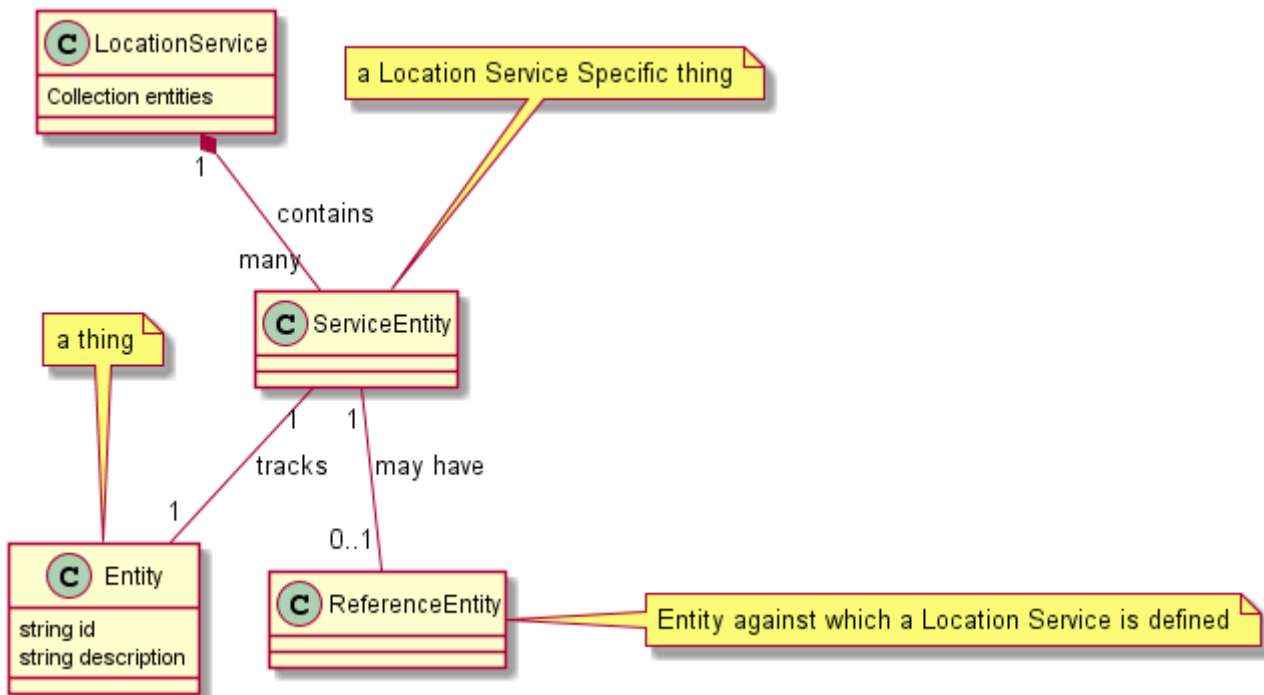 C LocationService
Collection entities
a Location Service Specific thing
1
contains
many
a thing
C ServiceEntity
1
1
tracks
may have
1
0..1
C Entity
string id
string description
C ReferenceEntity
Entity against which a Location Service is defined